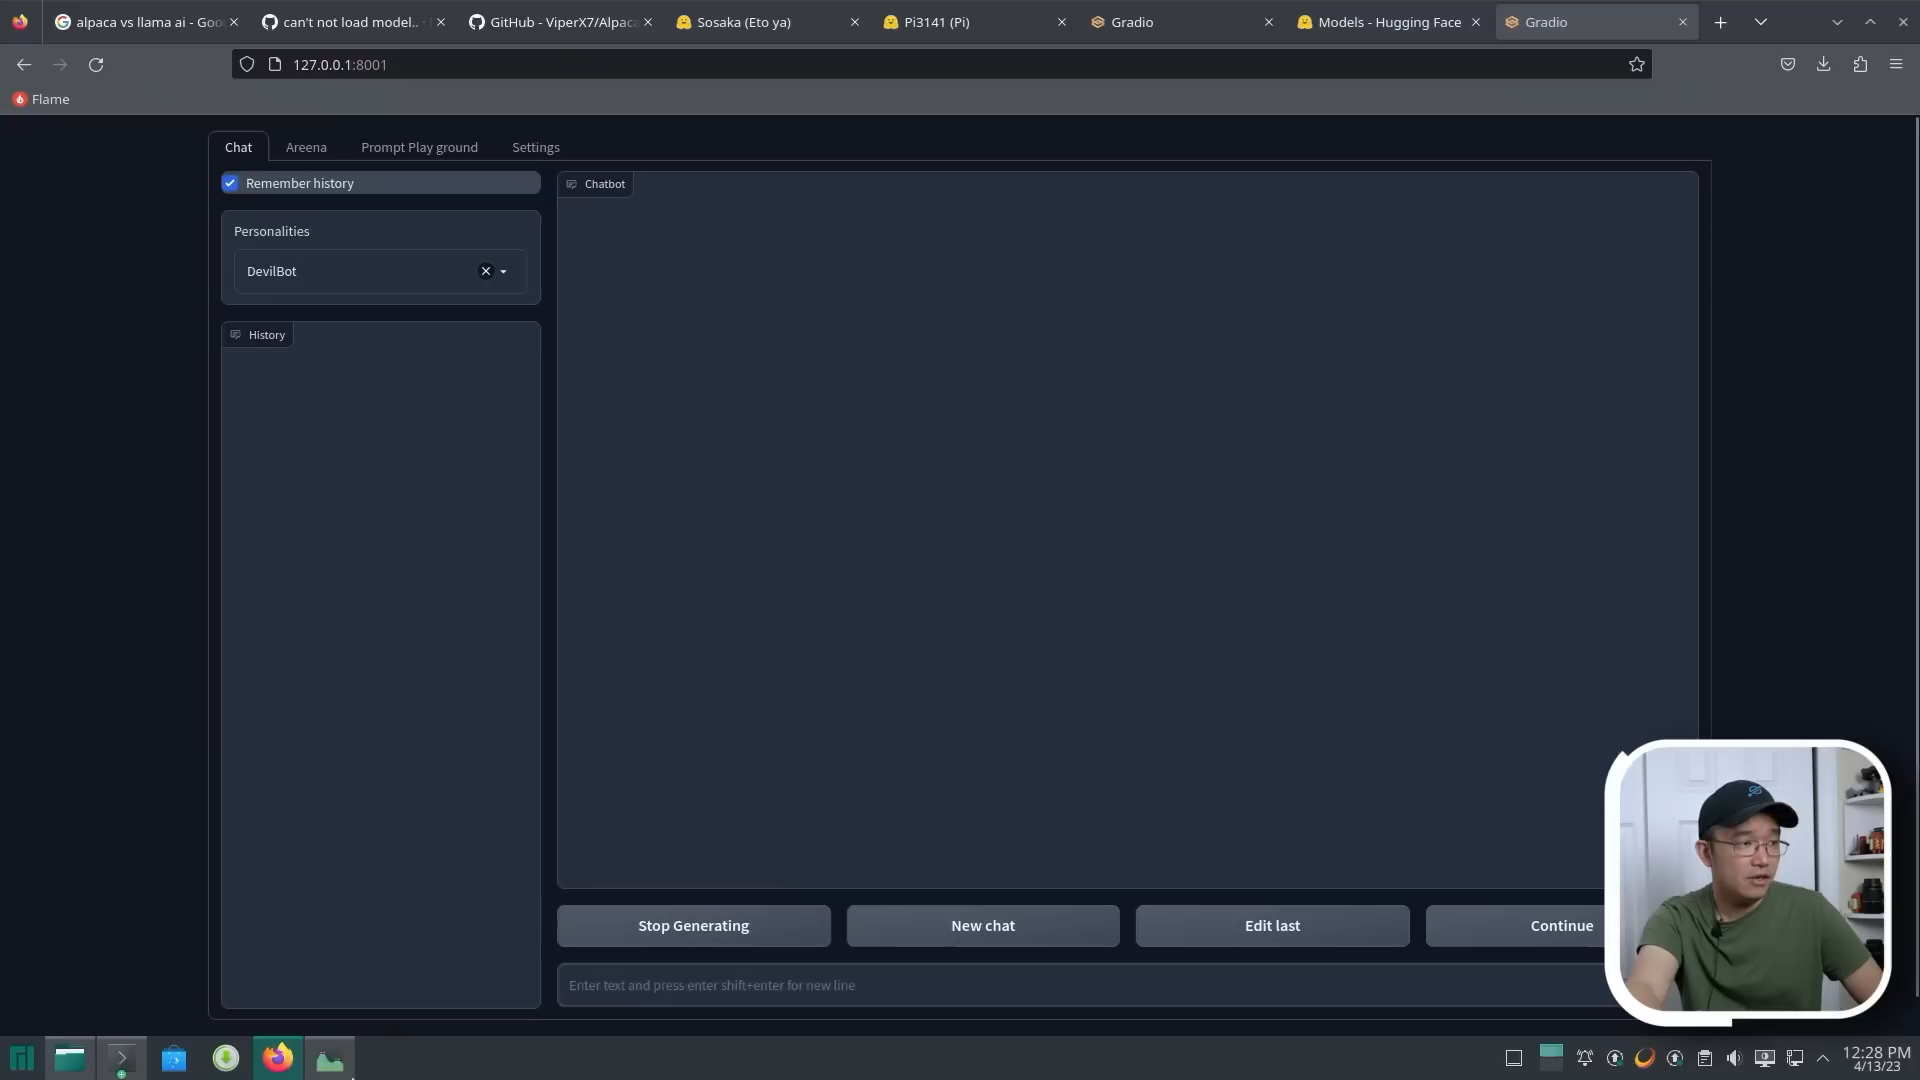 alpaca vs llama ai - Goo
can't not load model..
GitHub - ViperX7/Alpaca
Sosaka (Eto ya)
Pi3141 (Pi)
Gradio
Models - Hugging Face
Gradio
127.0.0.1:8001
Flame
Chat
Areena
Prompt Play ground
Settings
Remember history
Chatbot
Personalities
DevilBot
History
Stop Generating
New chat
Edit last
Continue
Enter text and press enter shift+enter for new line
12:28 PM
4/13/23